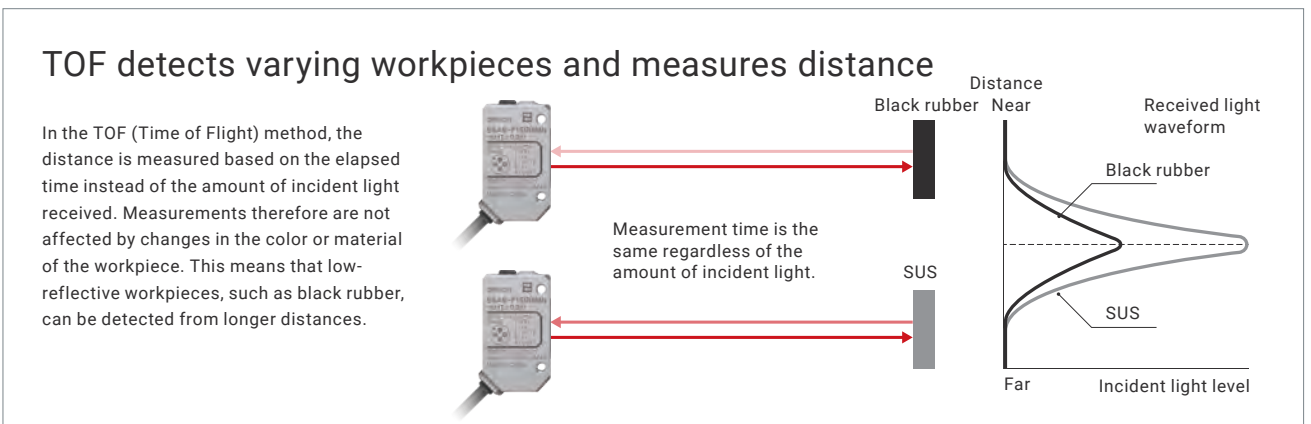 TOF detects varying workpieces and measures distance
In the TOF (Time of Flight) method, the
distance is measured based on the elapsed
time instead of the amount of incident light
received. Measurements therefore are not
affected by changes in the color or material
of the workpiece. This means that low-
reflective workpieces, such as black rubber,
can be detected from longer distances.
Black rubber
Measurement time is the
same regardless of the
amount of incident light.
SUS
Distance
Near
Received light
waveform
Black rubber
SUS
Far
Incident light level